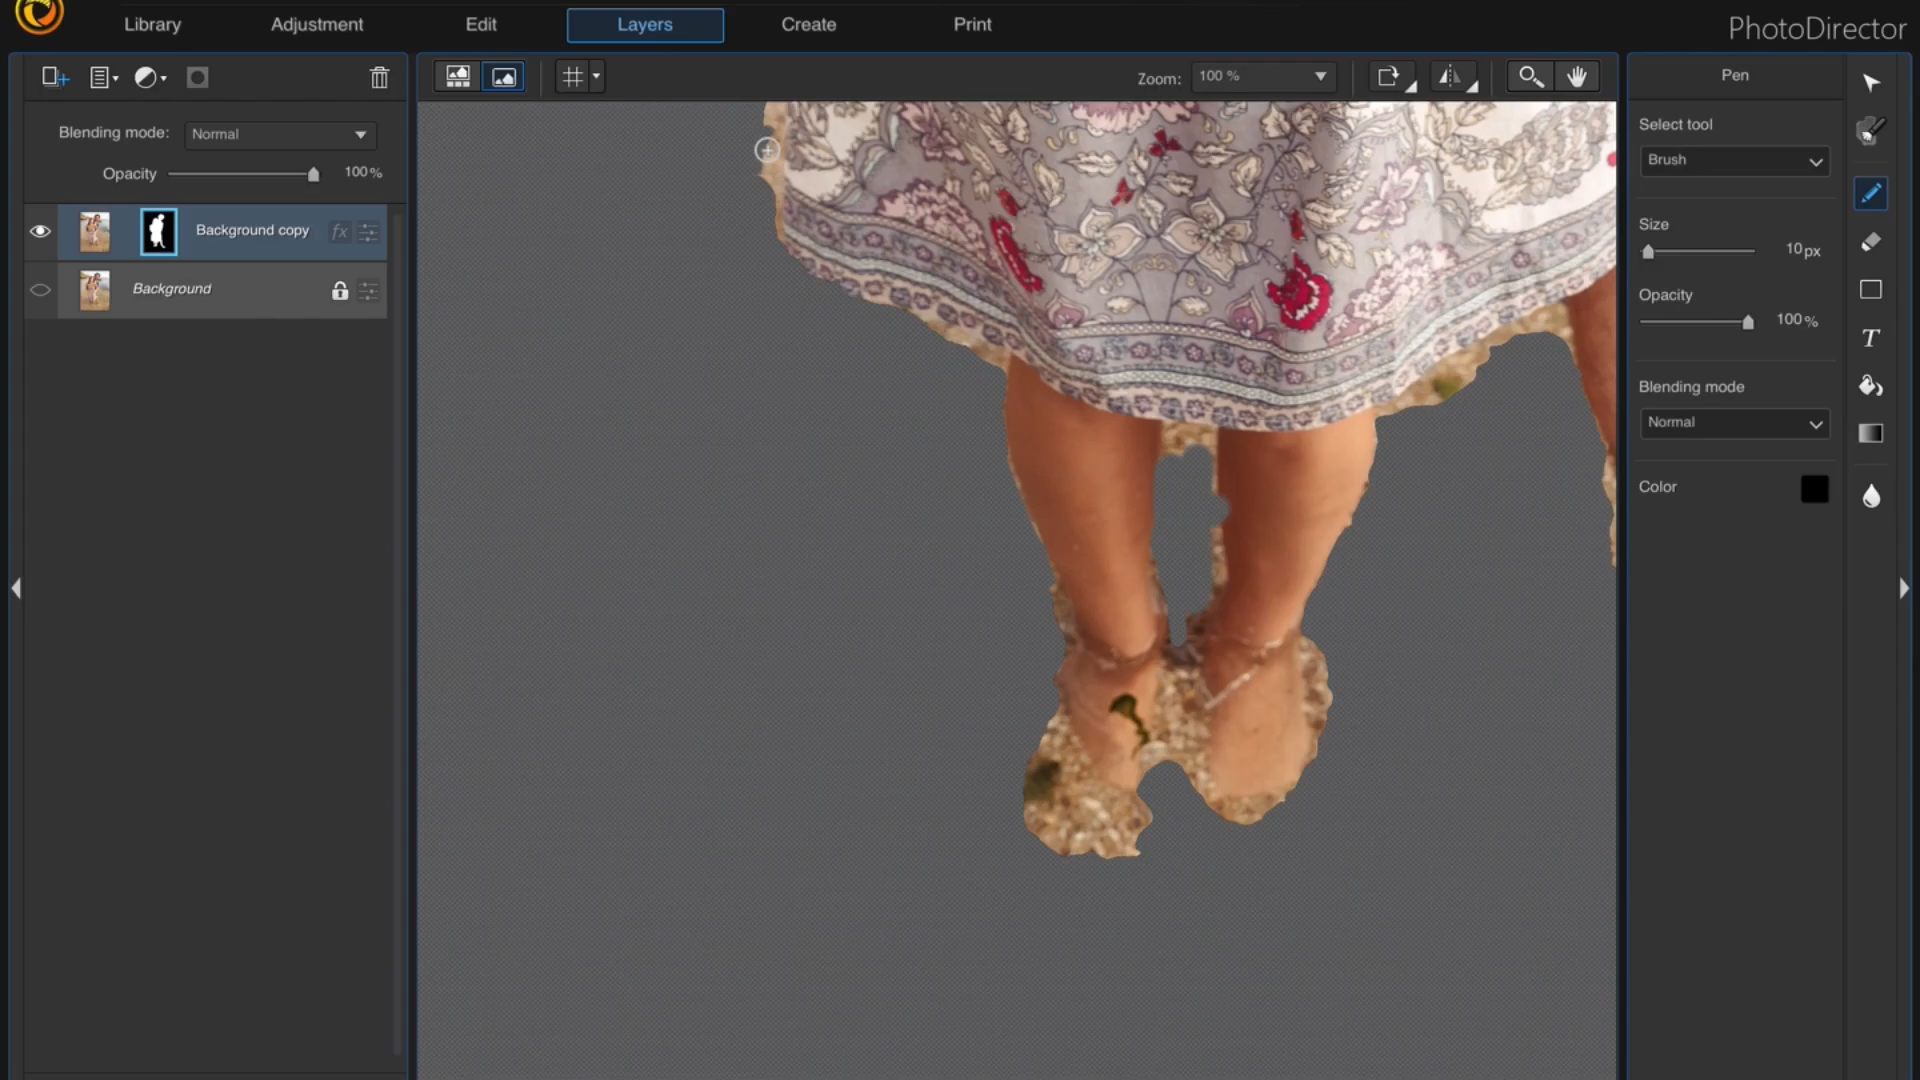 Library Adjustment Edit Layers Create Print PhotoDirector
Zoom: 100 %
Pen
Blending mode: Normal
Opacity 100%
Background copy fx
Background
Select tool
Brush
Size
10px
Opacity
100%
Blending mode
Normal
Color
T